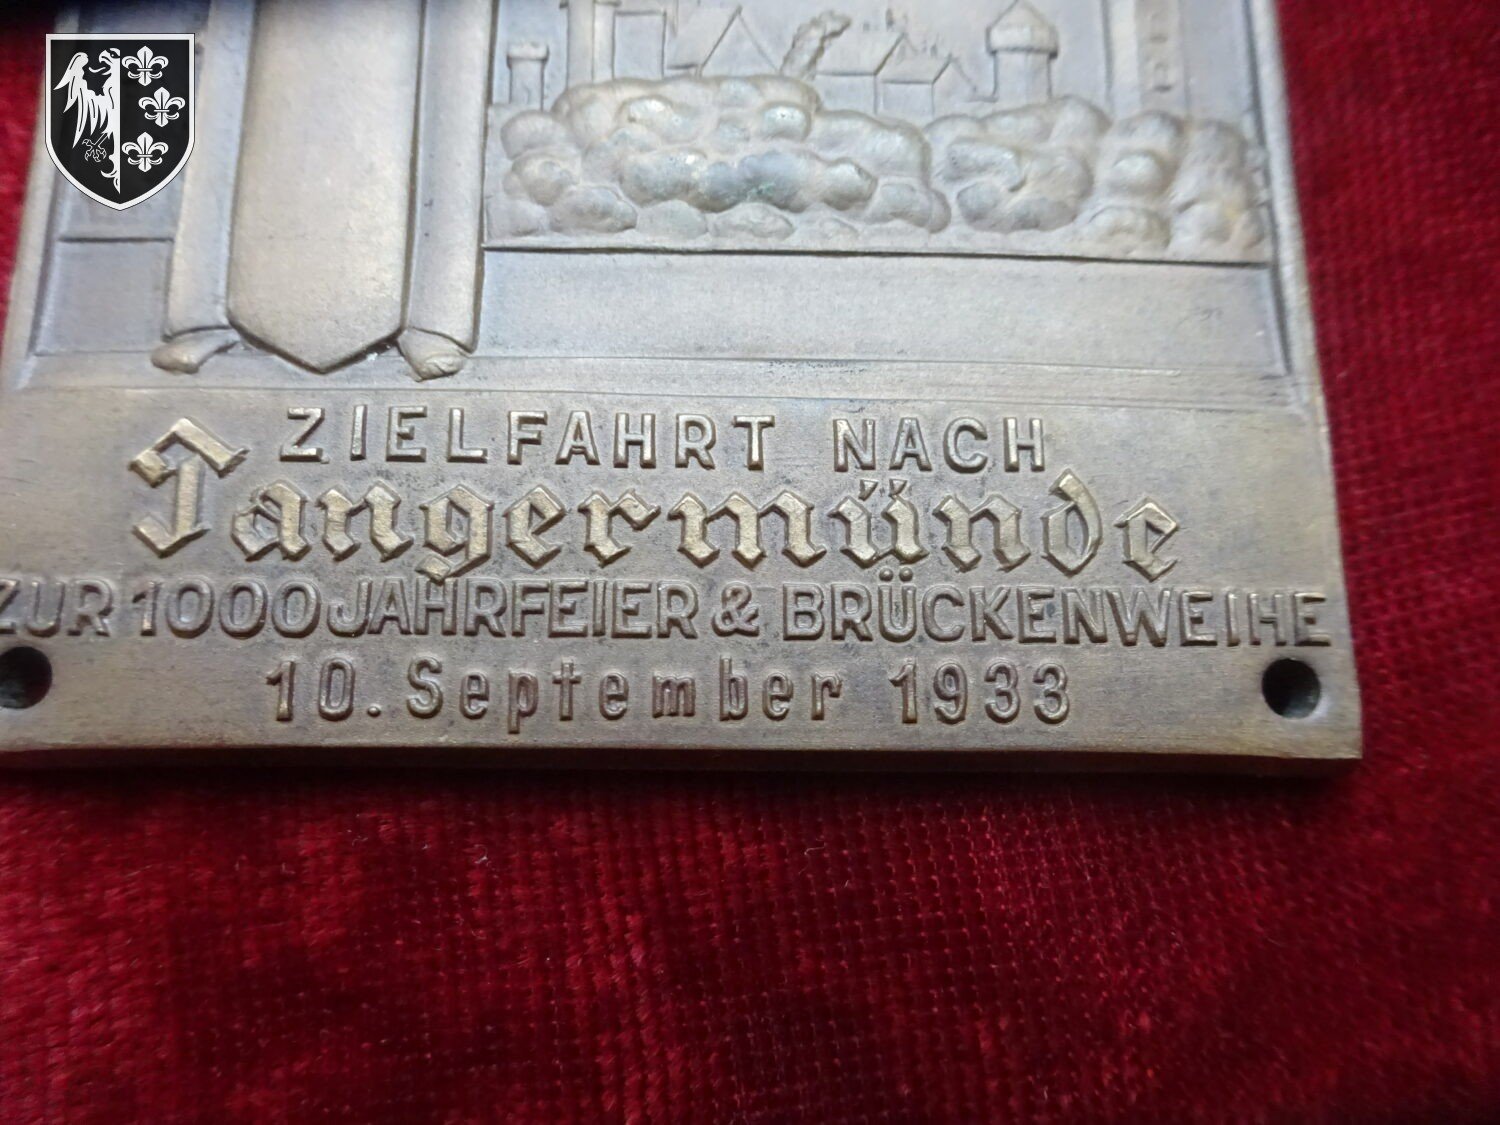 ZIELFAHRT NACH
Tangermünde
ZUR 1000 JAHRFEIER & BRÜCKENWEIHE
10. September 1933